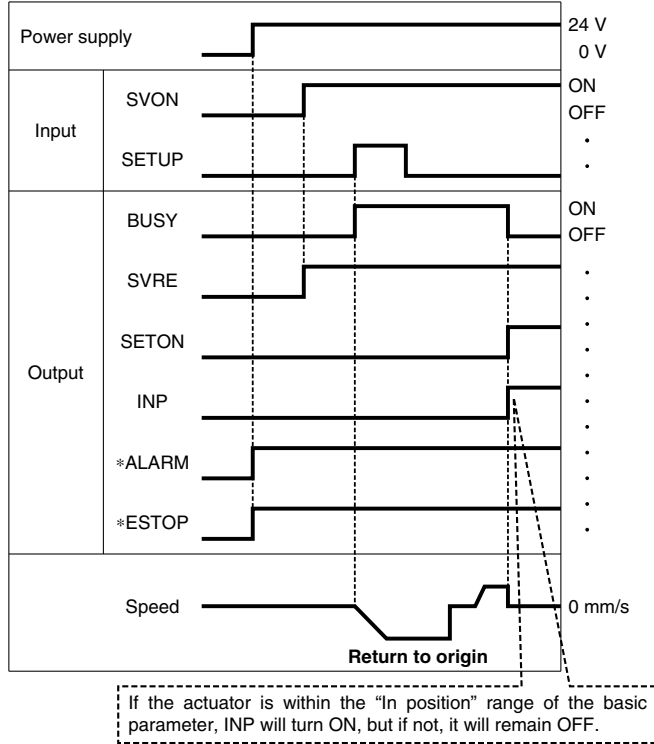 Power supply
24 V
0 V
Input
SVON
ON
OFF
SETUP
Output
BUSY
ON
OFF
SVRE
SETON
INP
*ALARM
*ESTOP
Speed
0 mm/s
Return to origin
If the actuator is within the “In position” range of the basic
parameter, INP will turn ON, but if not, it will remain OFF.